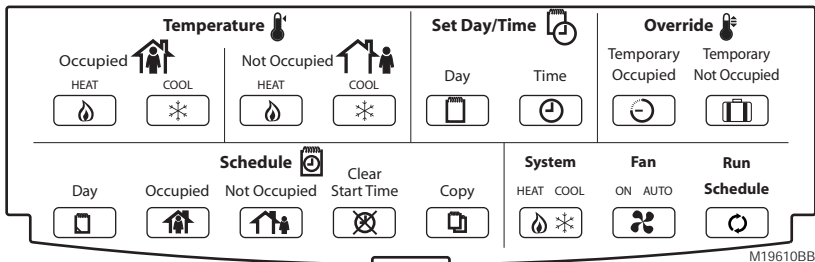 Temperature
Set Day/Time
Override
Occupied
Not Occupied
HEAT COOL
HEAT COOL
Day
Time
Temporary
Occupied
Temporary
Not Occupied
Schedule
Day
Occupied
Not Occupied
Clear
Start Time
Copy
System
HEAT COOL
Fan
ON AUTO
Run
Schedule
M19610BB